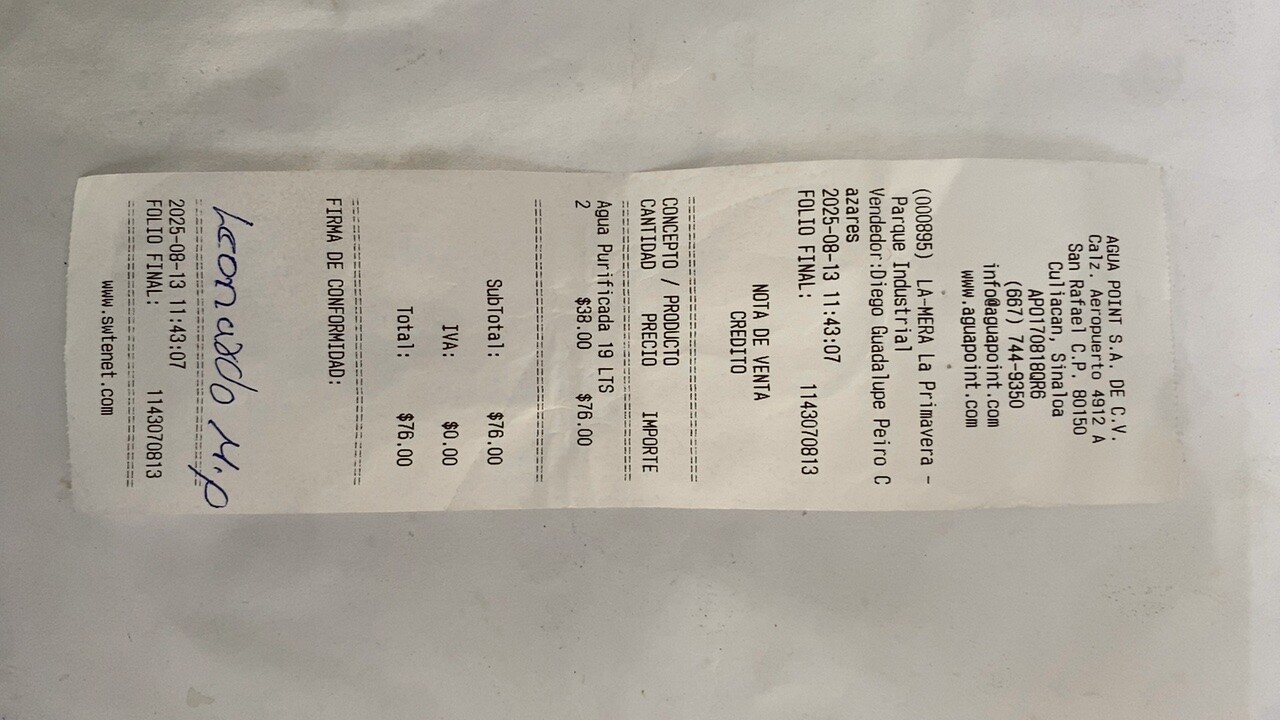 AGUA POINT S.A. DE C.V.
Calz. Aeropuerto 4912 A
San Rafael C.P. 80150
Culiacan, Sinaloa
APO170818QR6
(667) 744-9350
info@aguapoint.com
www.aguapoint.com
(000895) LA-MERA La Primavera -
Parque Industrial
Vendedor:Diego Guadalupe Peiro C
azares
2025-08-13 11:43:07
FOLIO FINAL: 1143070813
NOTA DE VENTA
CREDITO
CONCEPTO / PRODUCTO
CANTIDAD PRECIO IMPORTE
Agua Purificada 19 LTS
2 $38.00 $76.00
SubTotal: $76.00
IVA: $0.00
Total: $76.00
FIRMA DE CONFORMIDAD:
Leonardo M.P
2025-08-13 11:43:07
FOLIO FINAL: 1143070813
www.swtenet.com